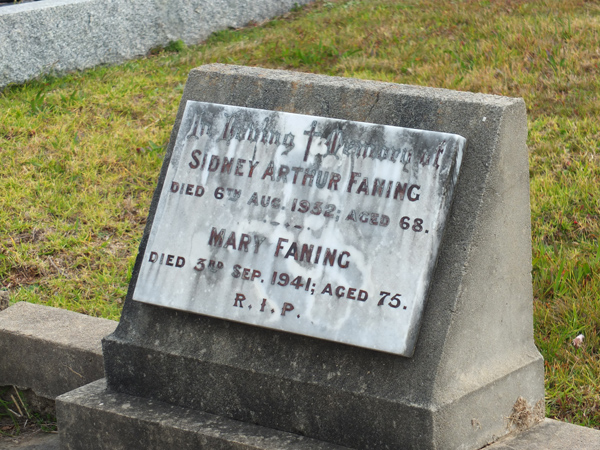 In Loving Memory of
SIDNEY ARTHUR FANING
DIED 6TH AUG. 1932; AGED 68.
MARY FANING
DIED 3RD SEP. 1941; AGED 75.
R.I.P.